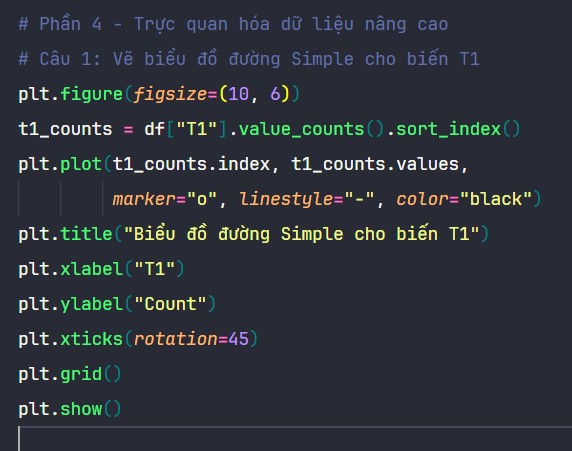 # Phần 4 - Trực quan hóa dữ liệu nâng cao
# Câu 1: Vẽ biểu đồ đường Simple cho biến T1
plt.figure(figsize=(10, 6))
t1_counts = df["T1"].value_counts().sort_index()
plt.plot(t1_counts.index, t1_counts.values,
marker="o", linestyle="-", color="black")
plt.title("Biểu đồ đường Simple cho biến T1")
plt.xlabel("T1")
plt.ylabel("Count")
plt.xticks(rotation=45)
plt.grid()
plt.show()